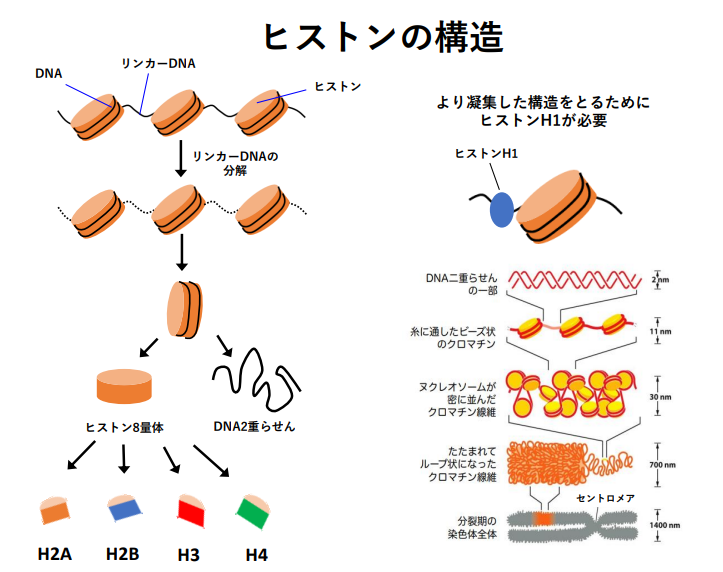 ヒストンの構造
DNA
リンカーDNA
ヒストン
リンカーDNAの
分解
ヒストン8量体
DNA2重らせん
H2A
H2B
H3
H4
より凝集した構造をとるために
ヒストンH1が必要
ヒストンH1
DNA二重らせん
の一部
2 nm
糸に通したビーズ状
のクロマチン
11 nm
ヌクレオソームが
密に並んだ
クロマチン線維
30 nm
たたまれて
ループ状になった
クロマチン線維
700 nm
セントロメア
分裂期の
染色体全体
1400 nm